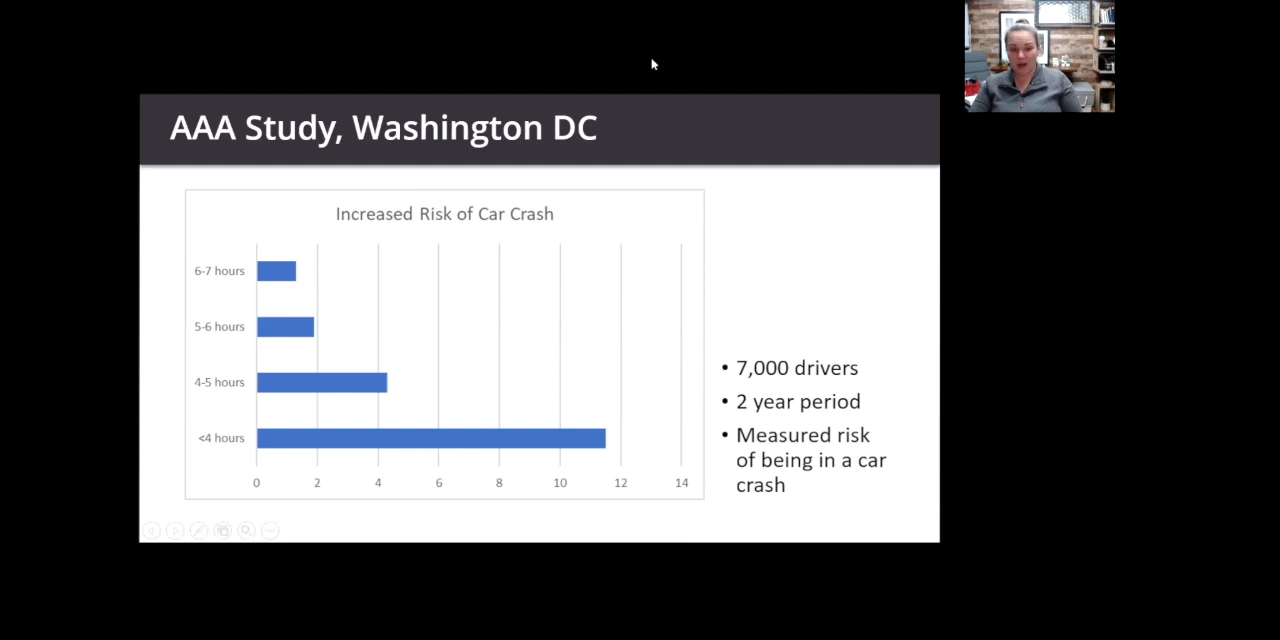 AAA Study, Washington DC
Increased Risk of Car Crash
6-7 hours
5-6 hours
4-5 hours
<4 hours
0 2 4 6 8 10 12 14
• 7,000 drivers
• 2 year period
• Measured risk
of being in a car
crash